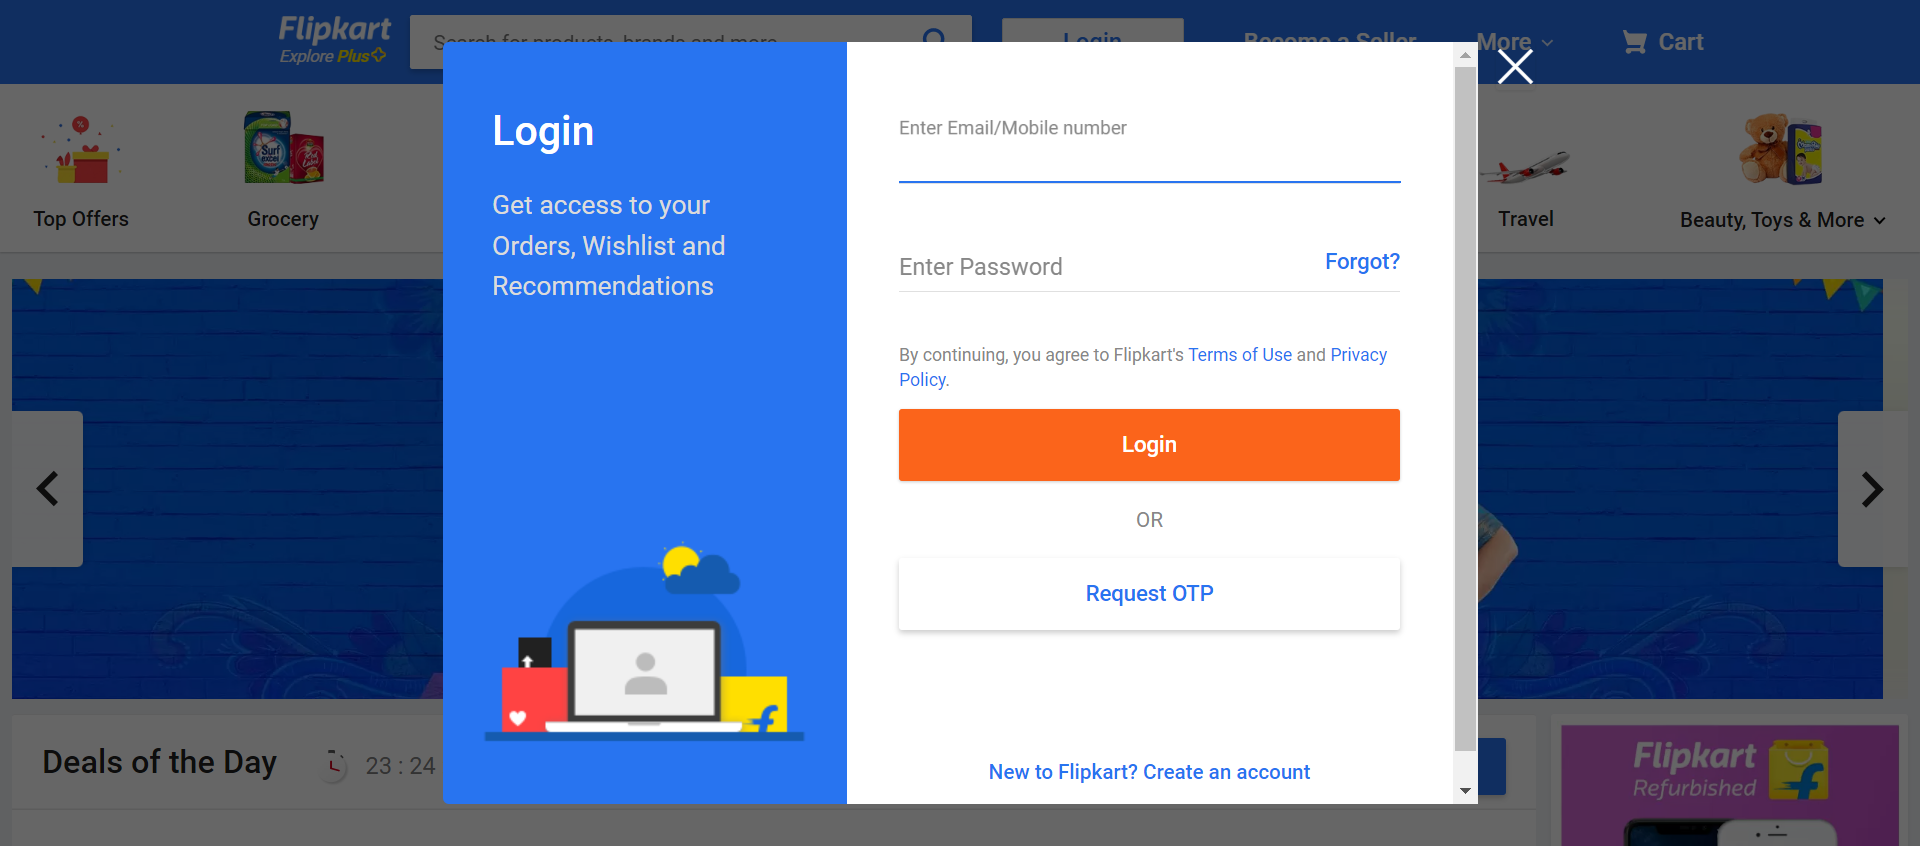 Flipkart
Explore Plus
Search for products, brands and more
Login
Become a Seller
More
Cart
Top Offers
Grocery
Travel
Beauty, Toys & More
Login
Get access to your
Orders, Wishlist and
Recommendations
Enter Email/Mobile number
Enter Password
Forgot?
By continuing, you agree to Flipkart's Terms of Use and Privacy
Policy.
Login
OR
Request OTP
New to Flipkart? Create an account
Deals of the Day
23 : 24
Flipkart
Refurbished
Surf
excel